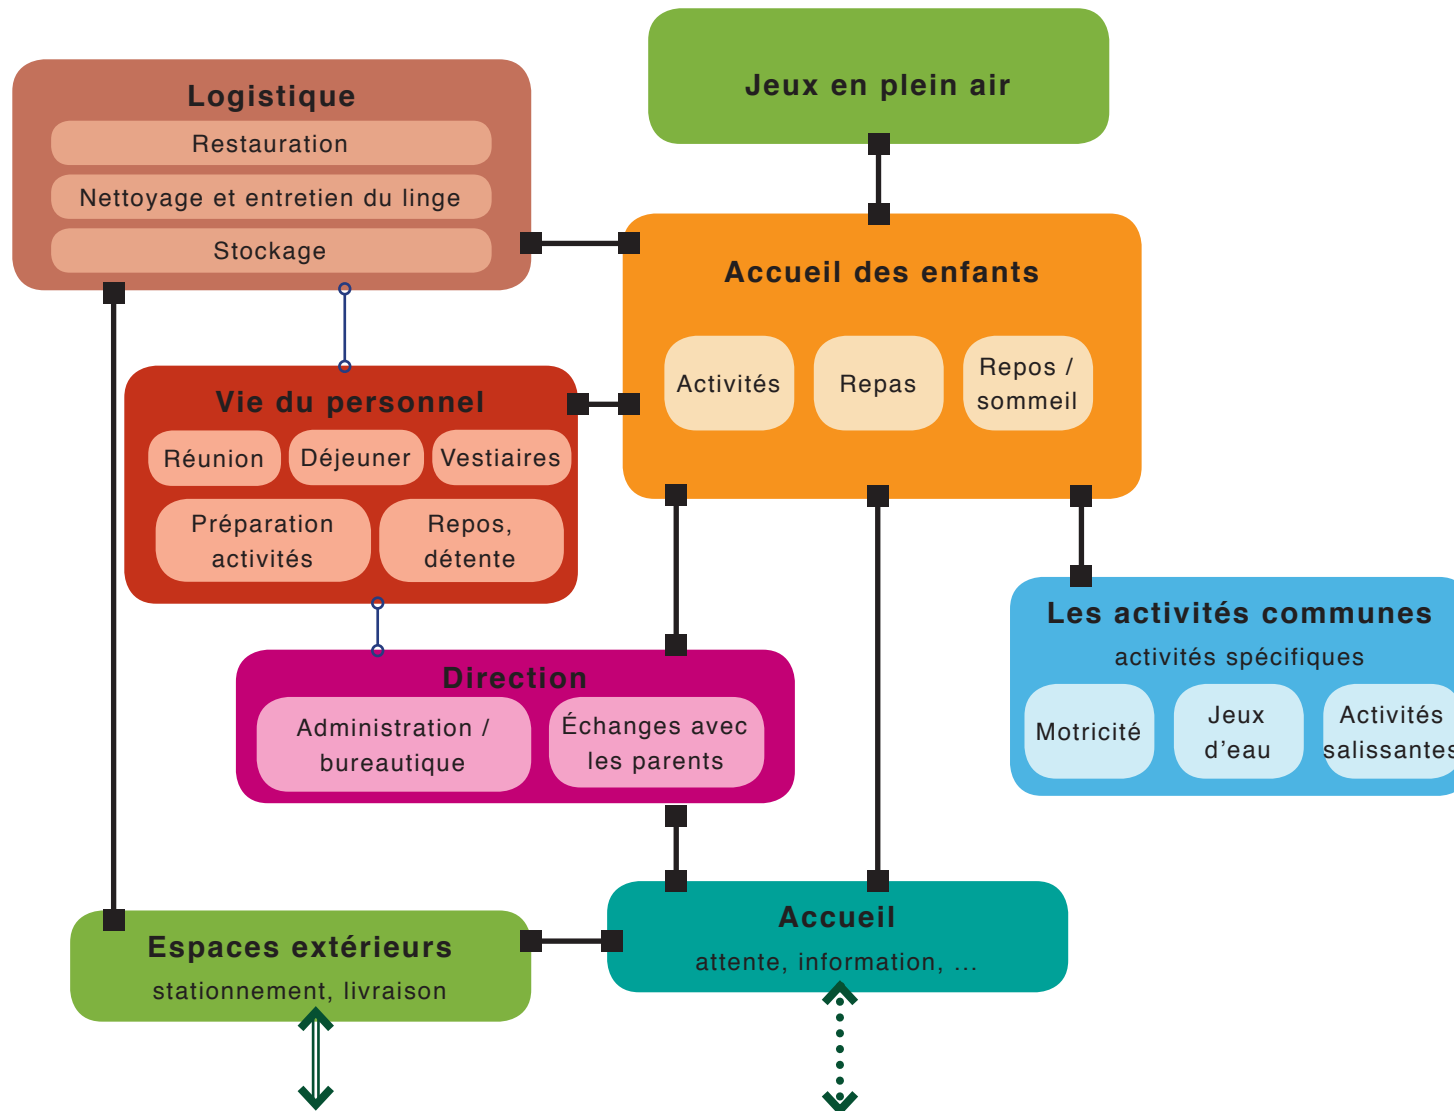 Jeux en plein air
Logistique
Restauration
Nettoyage et entretien du linge
Stockage
Accueil des enfants
Activités
Repas
Repos /
sommeil
Vie du personnel
Réunion
Déjeuner
Vestiaires
Préparation
activités
Repos,
détente
Les activités communes
activités spécifiques
Motricité
Jeux
d’eau
Activités
salissantes
Direction
Administration /
bureautique
Échanges avec
les parents
Accueil
attente, information, ...
Espaces extérieurs
stationnement, livraison